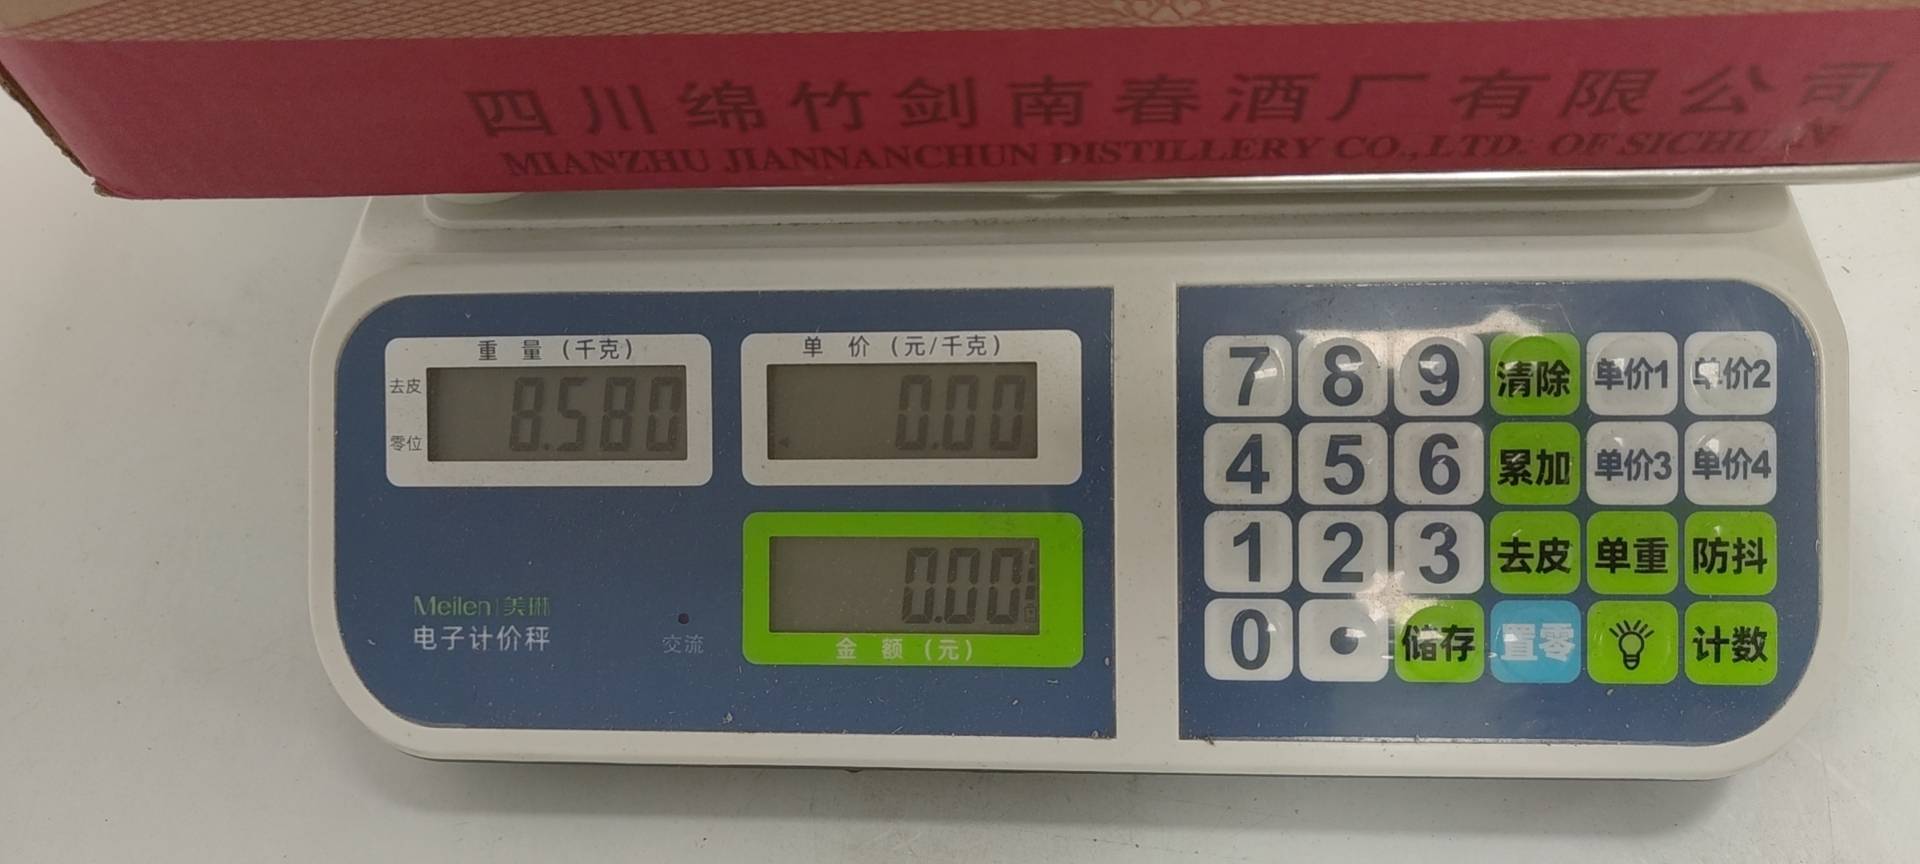 四川绵竹剑南春酒厂有限公司
MIANZHU JIANNANCHUN DISTILLERY CO.,LTD. OF SICHUAN
重量(千克)
去皮
零位
8.580
单价(元/千克)
0.00
0.00
金额(元)
Meilen|美琳
电子计价秤
交流
7 8 9 清除 单价1 单价2
4 5 6 累加 单价3 单价4
1 2 3 去皮 单重 防抖
0 • 储存 置零 计数